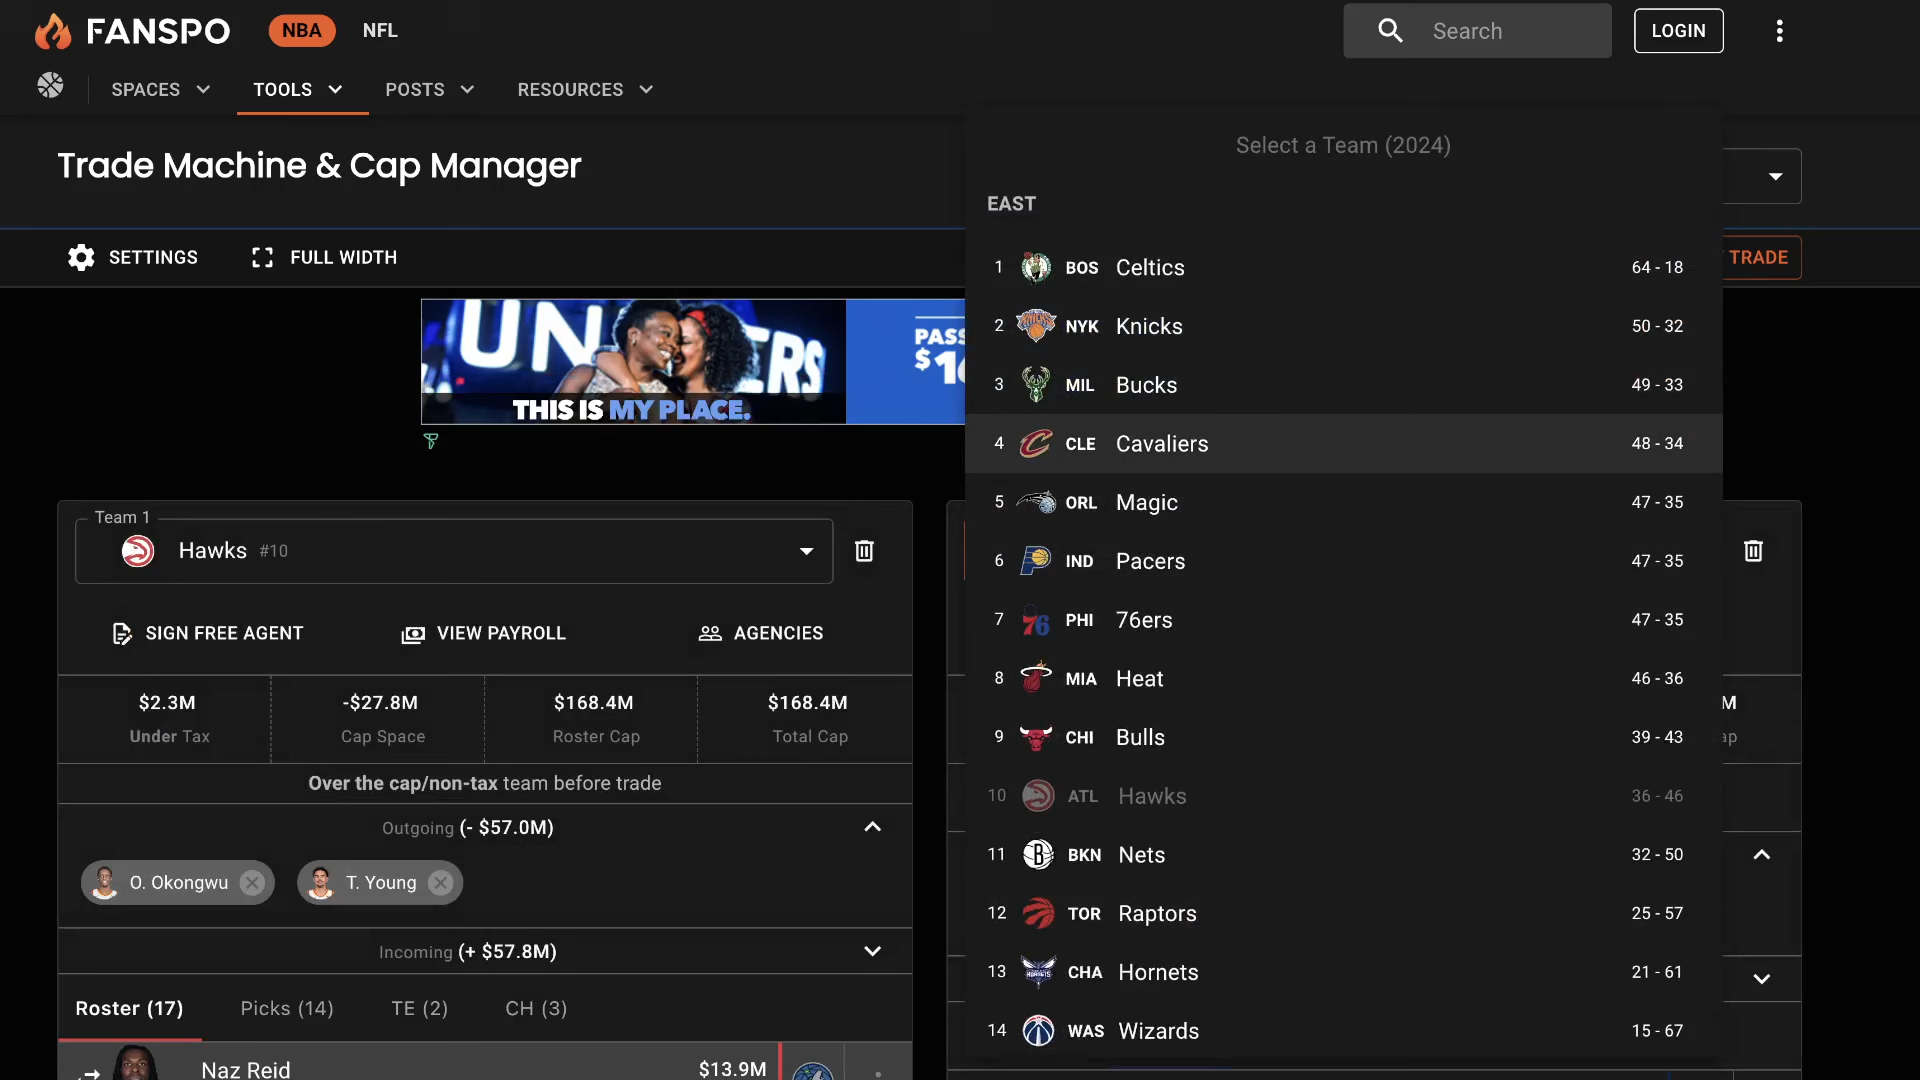 FANSPO
NBA
NFL
Search
LOGIN
SPACES
TOOLS
POSTS
RESOURCES
Trade Machine & Cap Manager
Select a Team (2024)
EAST
SETTINGS
FULL WIDTH
TRADE
1 BOS Celtics 64 - 18
2 NYK Knicks 50 - 32
3 MIL Bucks 49 - 33
4 CLE Cavaliers 48 - 34
5 ORL Magic 47 - 35
6 IND Pacers 47 - 35
7 PHI 76ers 47 - 35
8 MIA Heat 46 - 36
9 CHI Bulls 39 - 43
10 ATL Hawks 36 - 46
11 BKN Nets 32 - 50
12 TOR Raptors 25 - 57
13 CHA Hornets 21 - 61
14 WAS Wizards 15 - 67
THIS IS MY PLACE.
Team 1
Hawks #10
SIGN FREE AGENT
VIEW PAYROLL
AGENCIES
$2.3M
Under Tax
-$27.8M
Cap Space
$168.4M
Roster Cap
$168.4M
Total Cap
Over the cap/non-tax team before trade
Outgoing (- $57.0M)
O. Okongwu
T. Young
Incoming (+ $57.8M)
Roster (17)
Picks (14)
TE (2)
CH (3)
Naz Reid
$13.9M